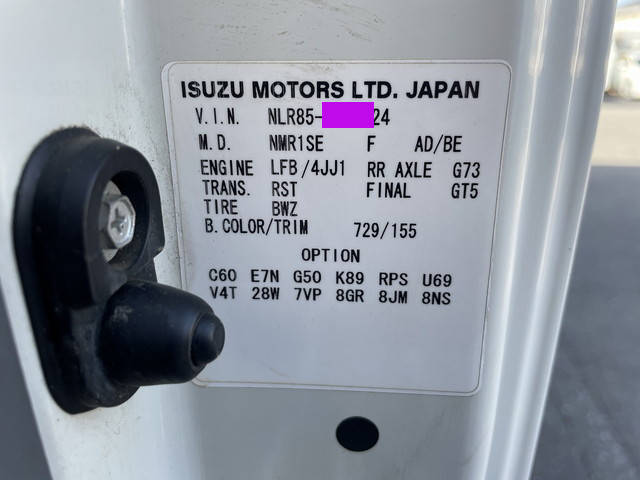 ISUZU MOTORS LTD. JAPAN
V.I.N. NLR85- 24
M.D. NMR1SE F AD/BE
ENGINE LFB/4JJ1 RR AXLE G73
TRANS. RST FINAL GT5
TIRE BWZ
B.COLOR/TRIM 729/155
OPTION
C60 E7N G50 K89 RPS U69
V4T 28W 7VP 8GR 8JM 8NS